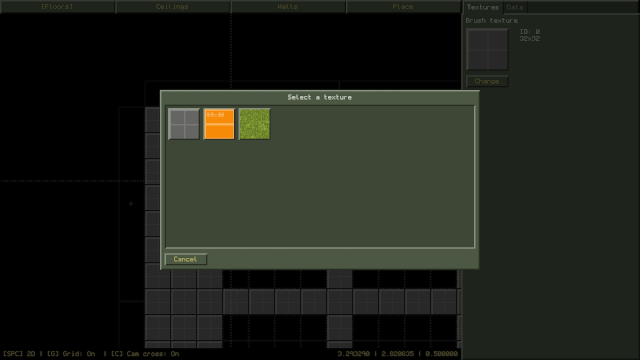 [Floors] Ceilings Walls Place Textures Data
Brush texture
ID: 0
32x32
Change
Select a texture
Cancel
[SPC] 2D | [G] Grid: On | [C] Cam cross: On
3.293290 | 2.820635 | 0.500000